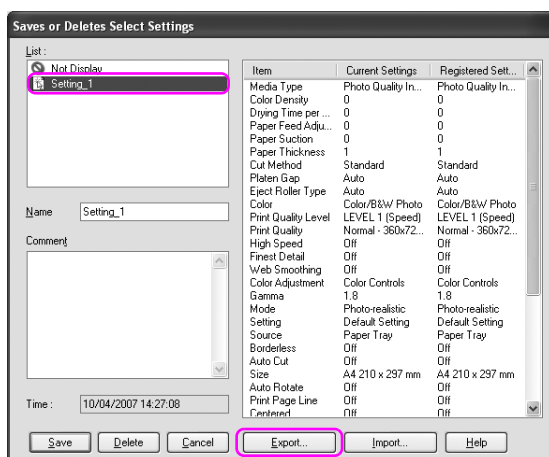 Saves or Deletes Select Settings
List :
Not Display
Setting_1
Name Setting_1
Comment
Time : 10/04/2007 14:27:08
Item Current Settings Registered Sett...
Media Type Photo Quality In... Photo Quality In...
Color Density 0 0
Drying Time per ... 0 0
Paper Feed Adju... 0 0
Paper Suction 0 0
Paper Thickness 1 1
Cut Method Standard Standard
Platen Gap Auto Auto
Eject Roller Type Auto Auto
Color Color/B&W Photo Color/B&W Photo
Print Quality Level LEVEL 1 (Speed) LEVEL 1 (Speed)
Print Quality Normal - 360x72... Normal - 360x72...
High Speed Off Off
Finest Detail Off Off
Web Smoothing Off Off
Color Adjustment Color Controls Color Controls
Gamma 1.8 1.8
Mode Photo-realistic Photo-realistic
Setting Default Setting Default Setting
Source Paper Tray Paper Tray
Borderless Off Off
Auto Cut Off Off
Size A4 210 x 297 mm A4 210 x 297 mm
Auto Rotate Off Off
Print Page Line Off Off
Centered Off Off
Save Delete Cancel Export... Import... Help